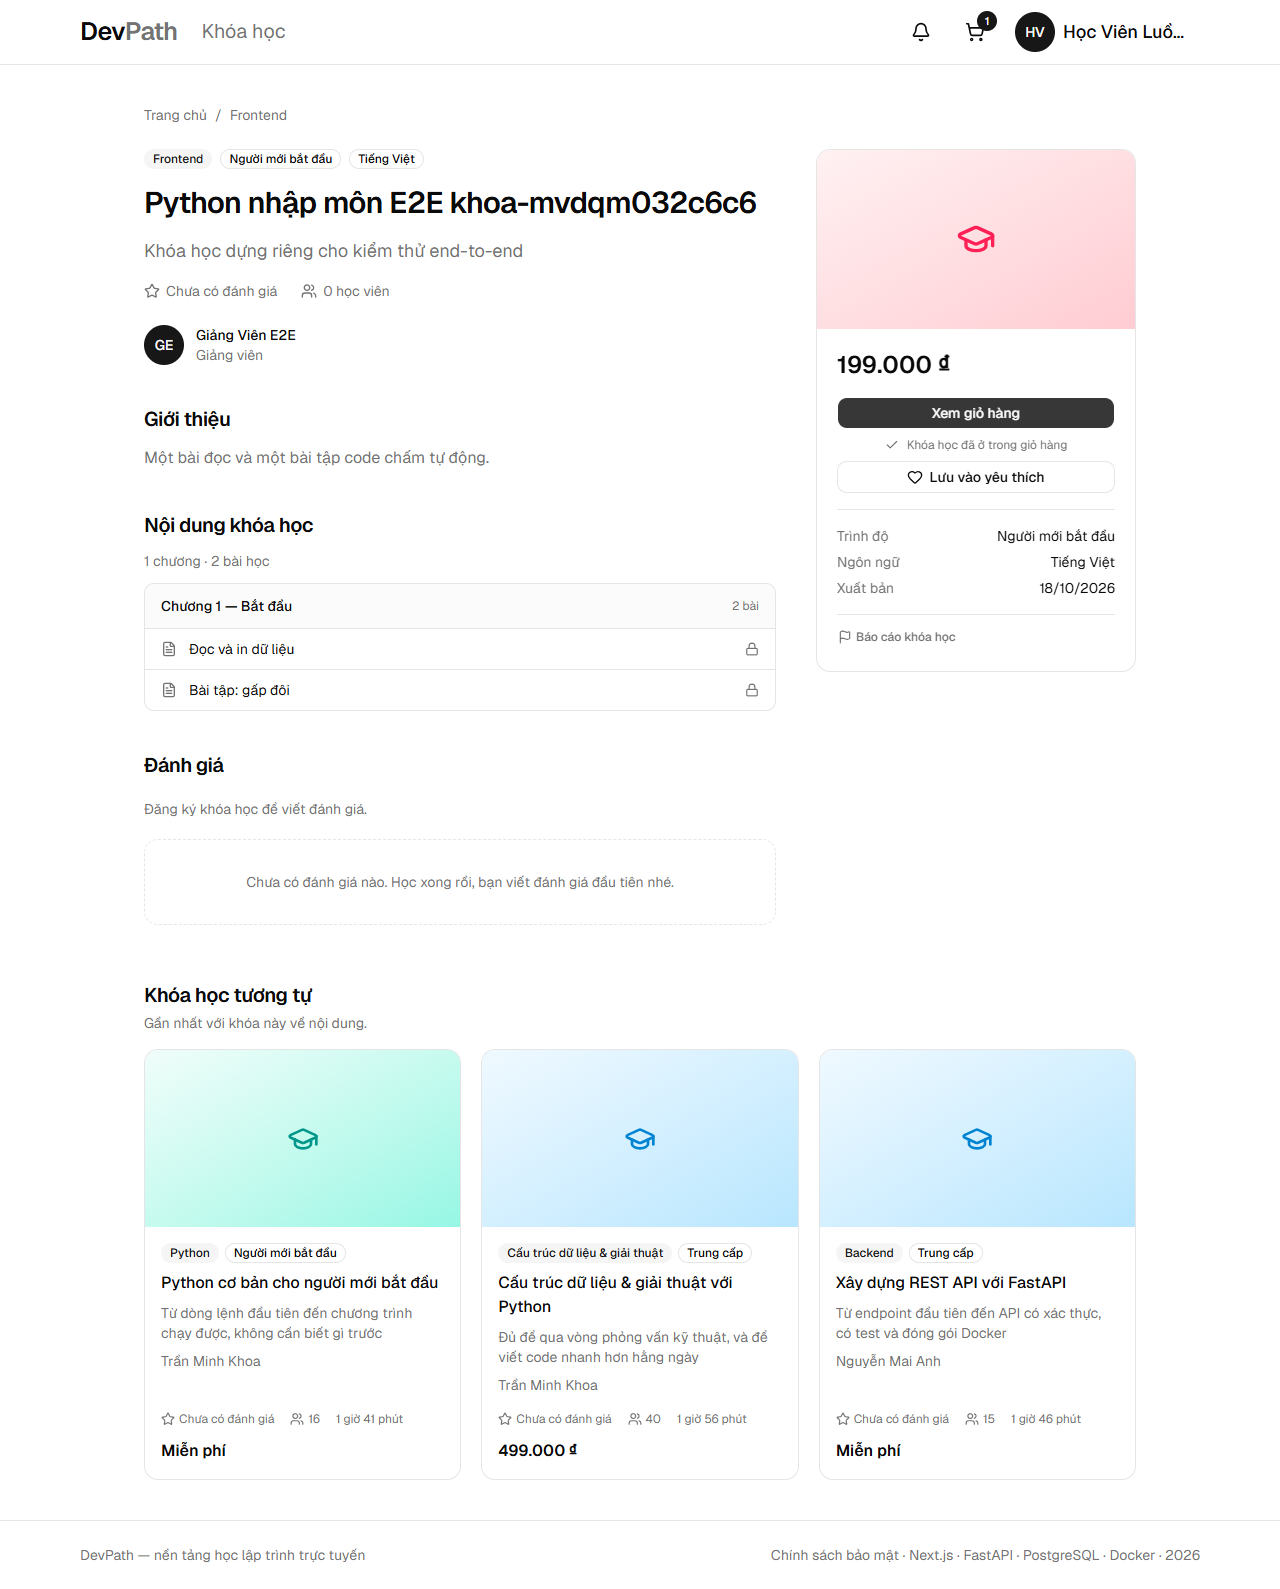 DevPath Khóa học
1
HV Học Viên Luồ...
Trang chủ / Frontend
Frontend Người mới bắt đầu Tiếng Việt
Python nhập môn E2E khoa-mvdqm032c6c6
Khóa học dựng riêng cho kiểm thử end-to-end
Chưa có đánh giá 0 học viên
GE
Giảng Viên E2E
Giảng viên
Giới thiệu
Một bài đọc và một bài tập code chấm tự động.
Nội dung khóa học
1 chương · 2 bài học
Chương 1 — Bắt đầu 2 bài
Đọc và in dữ liệu
Bài tập: gấp đôi
Đánh giá
Đăng ký khóa học để viết đánh giá.
Chưa có đánh giá nào. Học xong rồi, bạn viết đánh giá đầu tiên nhé.
199.000 ₫
Xem giỏ hàng
Khóa học đã ở trong giỏ hàng
Lưu vào yêu thích
Trình độ Người mới bắt đầu
Ngôn ngữ Tiếng Việt
Xuất bản 18/10/2026
Báo cáo khóa học
Khóa học tương tự
Gần nhất với khóa này về nội dung.
Python Người mới bắt đầu
Python cơ bản cho người mới bắt đầu
Từ dòng lệnh đầu tiên đến chương trình
chạy được, không cần biết gì trước
Trần Minh Khoa
Chưa có đánh giá 16 1 giờ 41 phút
Miễn phí
Cấu trúc dữ liệu & giải thuật Trung cấp
Cấu trúc dữ liệu & giải thuật với
Python
Đủ để qua vòng phỏng vấn kỹ thuật, và để
viết code nhanh hơn hằng ngày
Trần Minh Khoa
Chưa có đánh giá 40 1 giờ 56 phút
499.000 ₫
Backend Trung cấp
Xây dựng REST API với FastAPI
Từ endpoint đầu tiên đến API có xác thực,
có test và đóng gói Docker
Nguyễn Mai Anh
Chưa có đánh giá 15 1 giờ 46 phút
Miễn phí
DevPath — nền tảng học lập trình trực tuyến
Chính sách bảo mật · Next.js · FastAPI · PostgreSQL · Docker · 2026